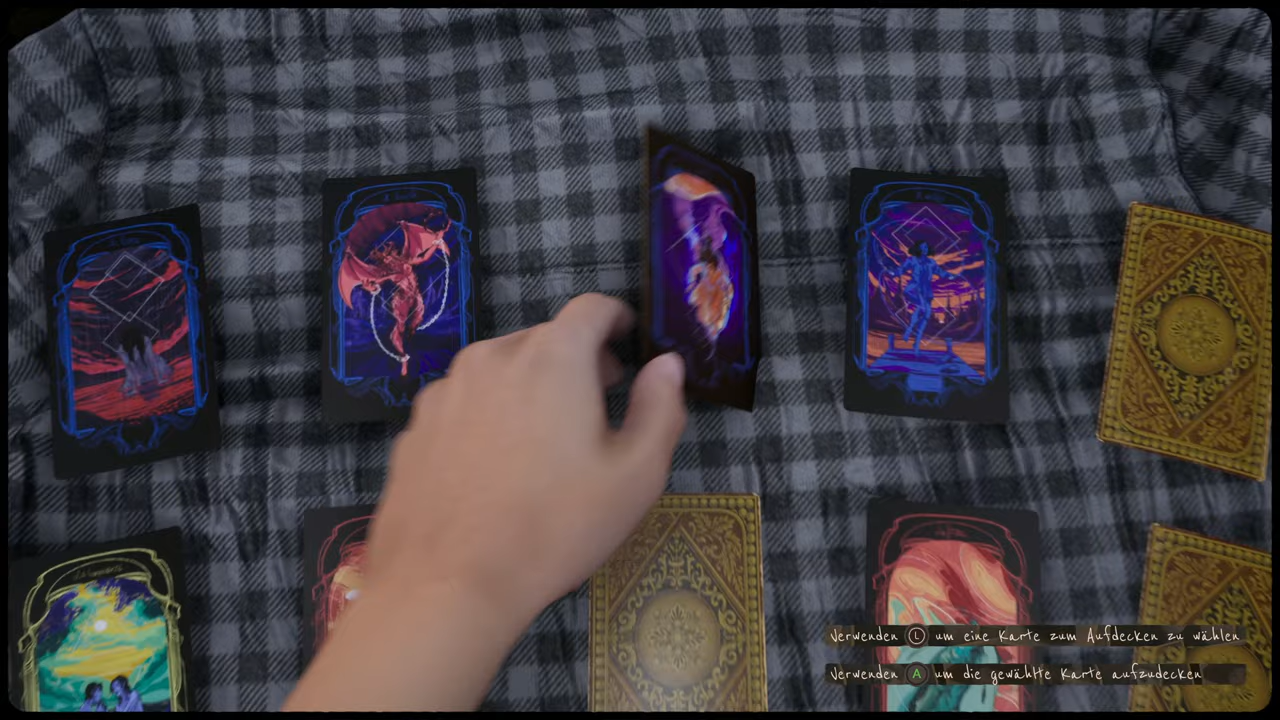 Verwenden L um eine Karte zum Aufdecken zu wählen
Verwenden A um die gewählte Karte aufzudecken